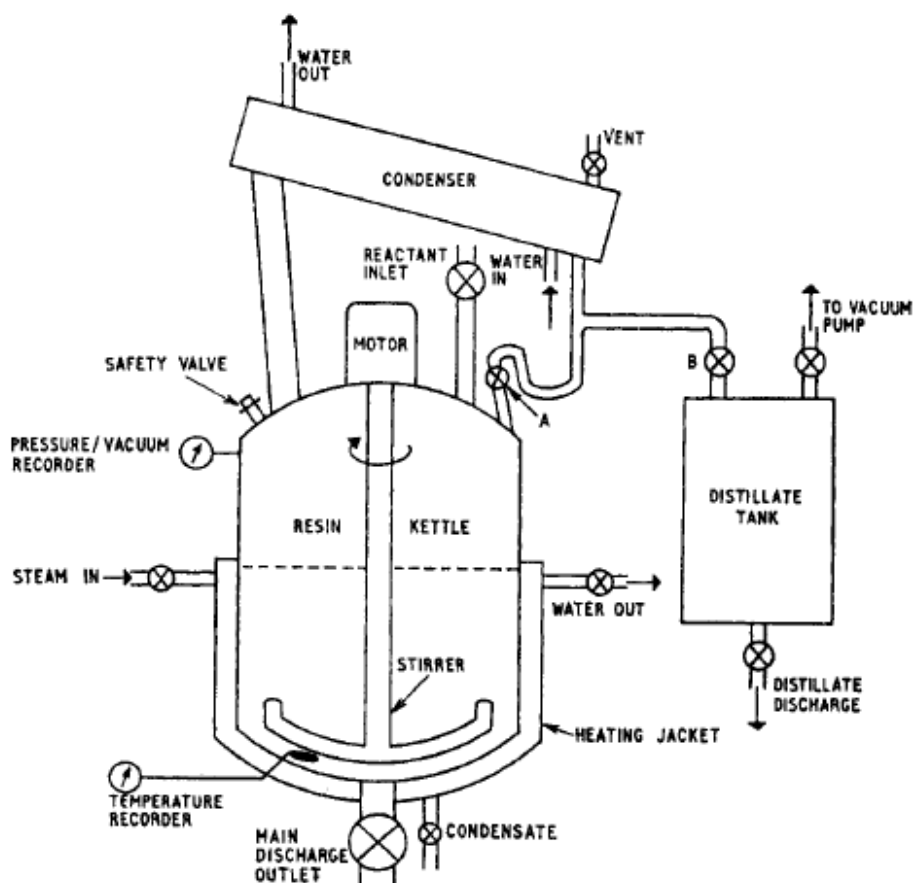 WATER
OUT
VENT
CONDENSER
REACTANT
INLET
WATER
IN
TO VACUUM
PUMP
MOTOR
SAFETY VALVE
B
A
PRESSURE/VACUUM
RECORDER
RESIN KETTLE
DISTILLATE
TANK
STEAM IN
WATER OUT
STIRRER
DISTILLATE
DISCHARGE
HEATING JACKET
TEMPERATURE
RECORDER
CONDENSATE
MAIN
DISCHARGE
OUTLET